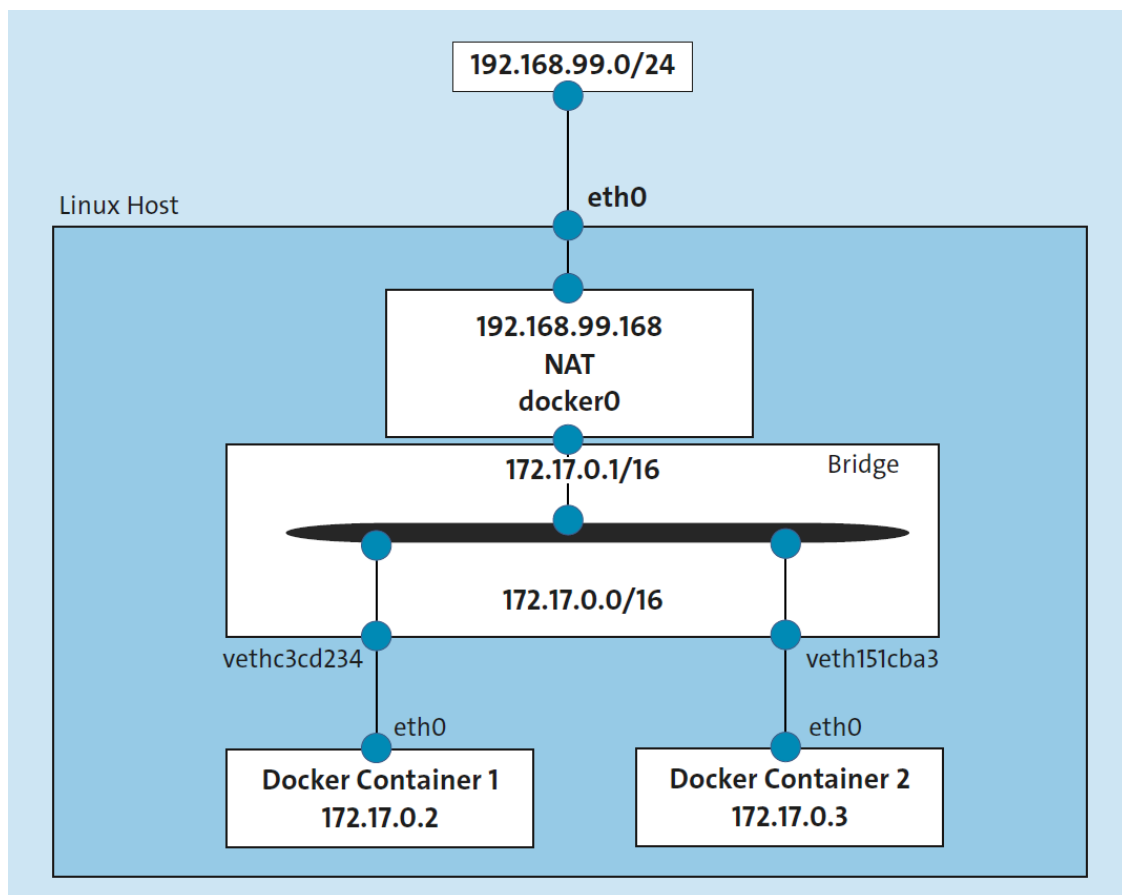 192.168.99.0/24
eth0
Linux Host
192.168.99.168
NAT
docker0
172.17.0.1/16
Bridge
172.17.0.0/16
vethc3cd234
veth151cba3
eth0
eth0
Docker Container 1
172.17.0.2
Docker Container 2
172.17.0.3